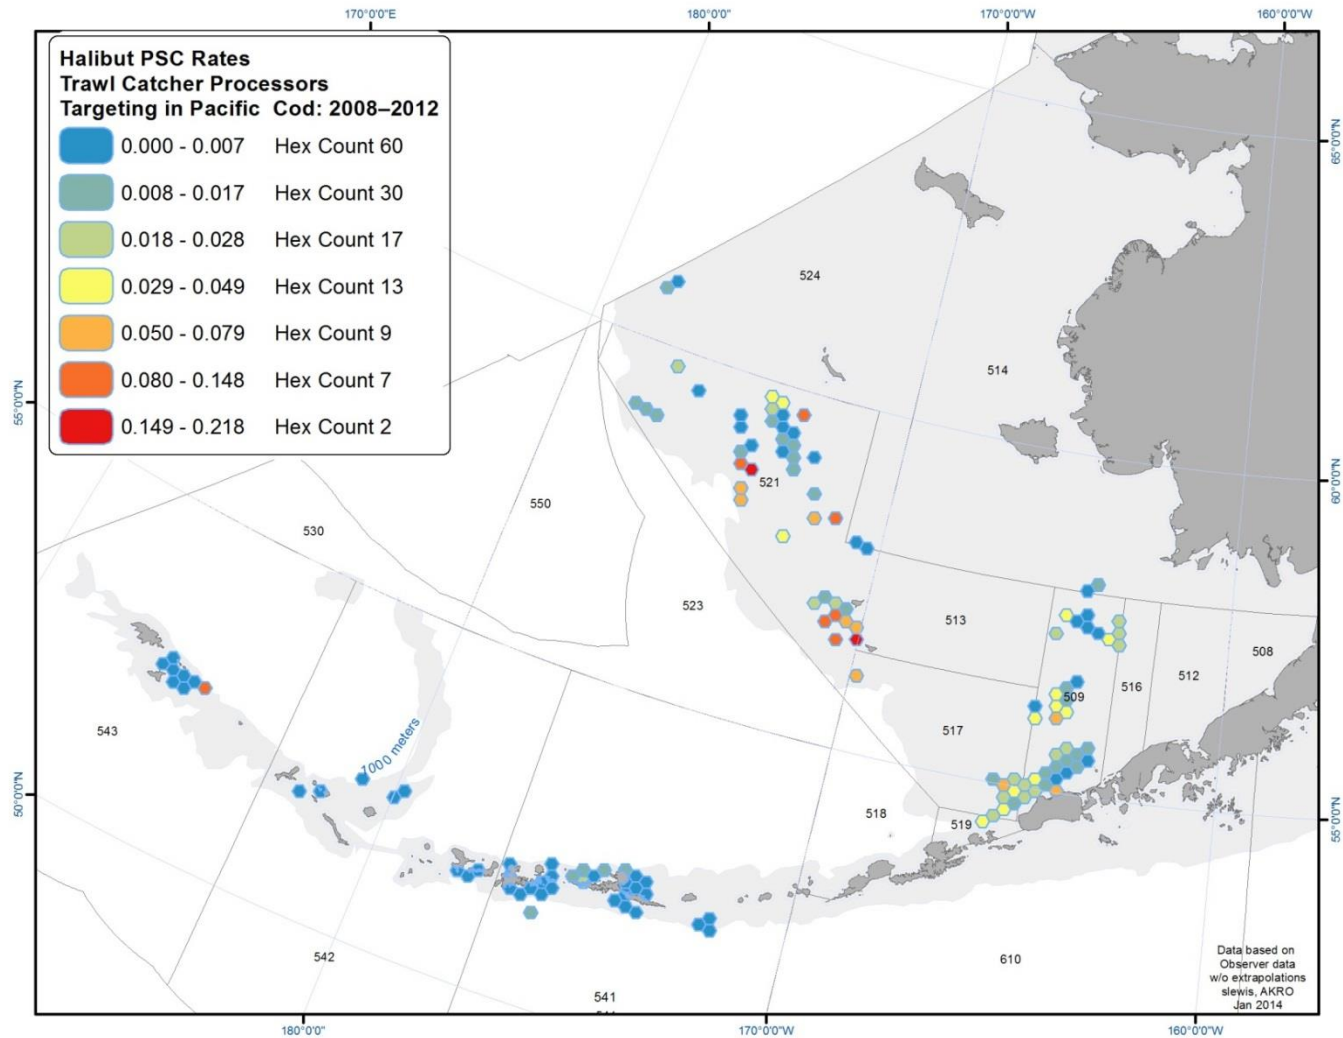 170°0'0"E
180°0'0"
170°0'0"W
160°0'0"W
Halibut PSC Rates
Trawl Catcher Processors
Targeting in Pacific Cod: 2008–2012
0.000 - 0.007 Hex Count 60
0.008 - 0.017 Hex Count 30
0.018 - 0.028 Hex Count 17
0.029 - 0.049 Hex Count 13
0.050 - 0.079 Hex Count 9
0.080 - 0.148 Hex Count 7
0.149 - 0.218 Hex Count 2
65°0'0"N
524
514
55°0'0"N
60°0'0"N
521
550
530
523
513
508
512
516
509
543
517
1000 meters
50°0'0"N
518
519
55°0'0"N
542
610
541
Data based on
Observer data
w/o extrapolations
slewis, AKRO
Jan 2014
180°0'0"
170°0'0"W
160°0'0"W